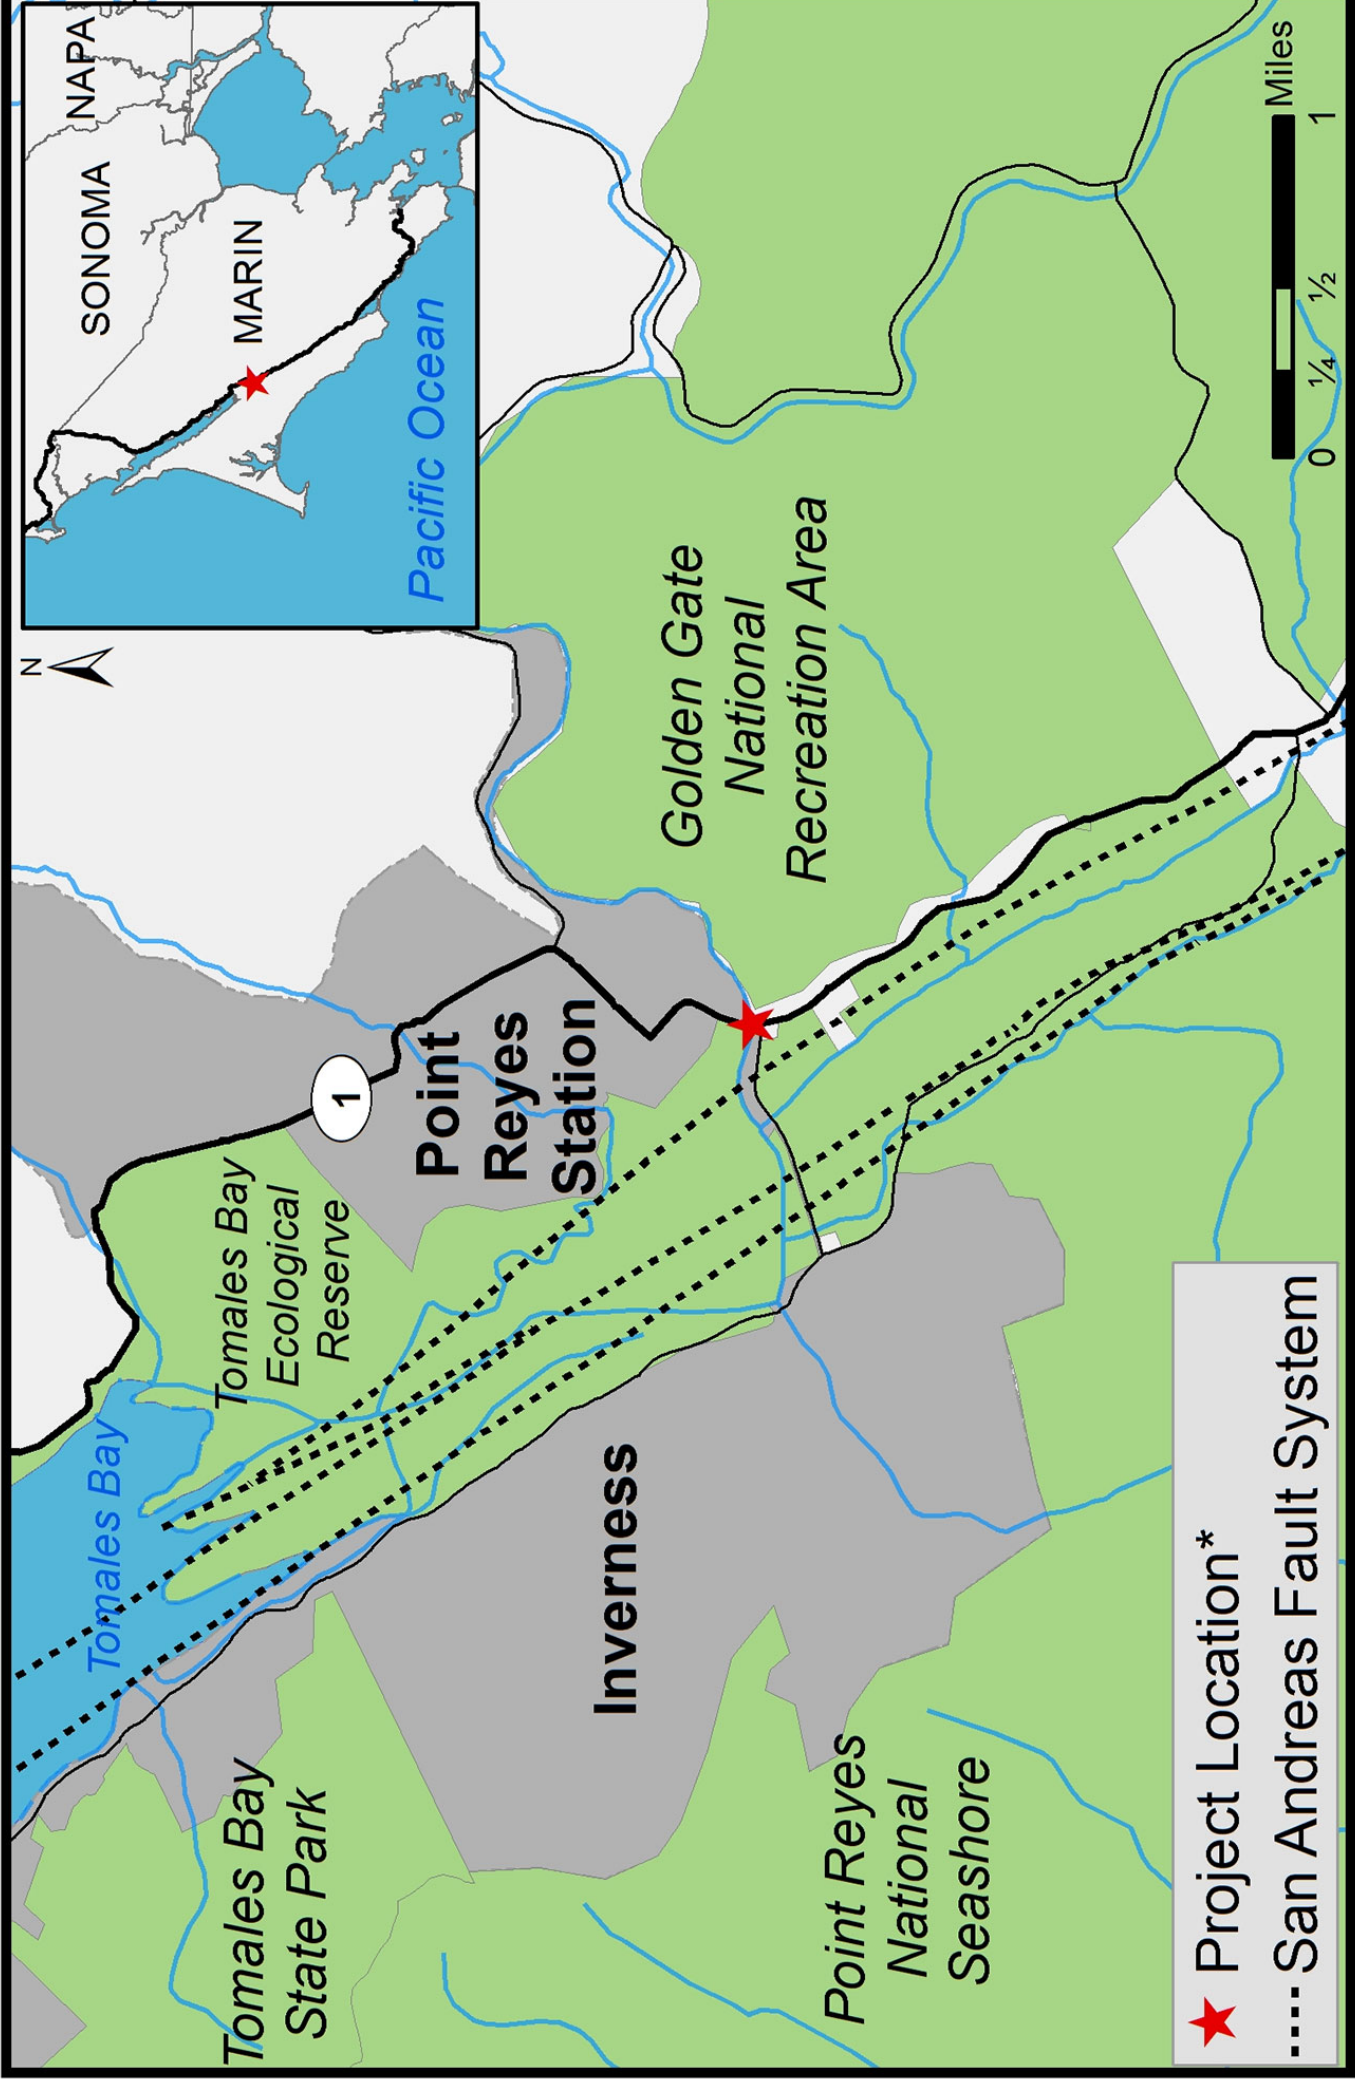 Tomales Bay
Tomales Bay
Ecological
Reserve
1
Point
Reyes
Station
N
SONOMA
NAPA
MARIN
Pacific Ocean
Tomales Bay
State Park
Inverness
Golden Gate
National
Recreation Area
Point Reyes
National
Seashore
Project Location*
San Andreas Fault System
0 ¼ ½ 1
Miles